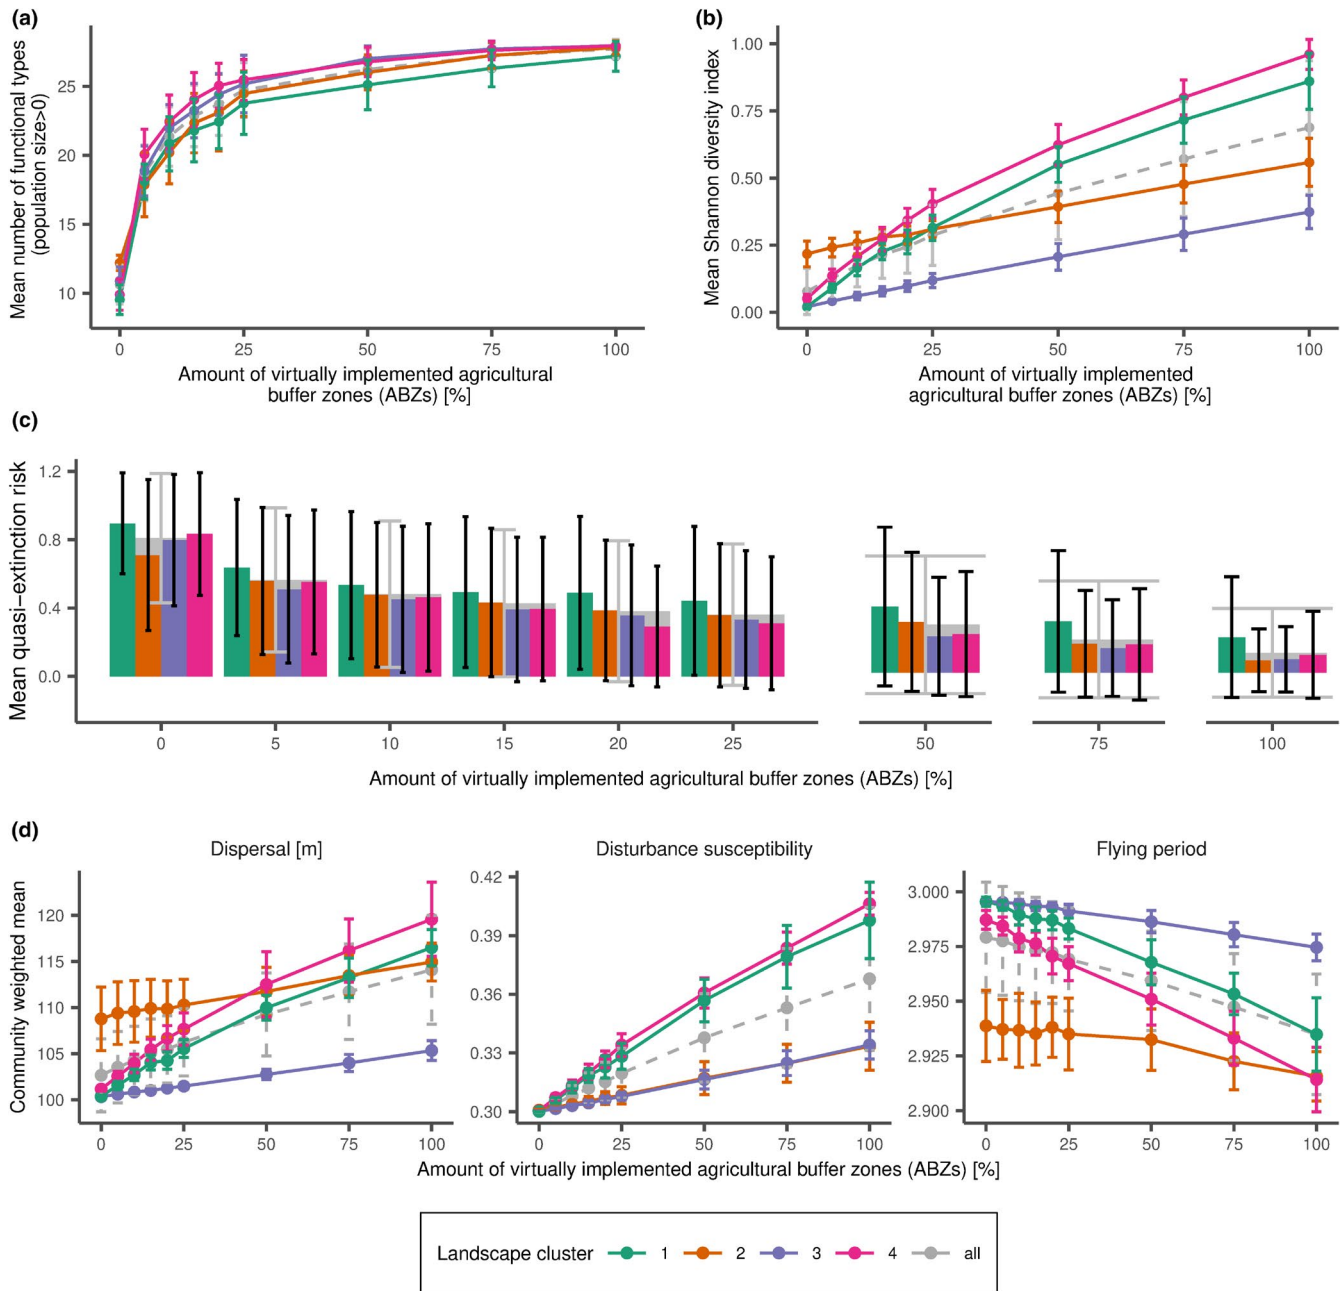 (a)
Mean number of functional types
(population size>0)
25
20
15
10
0 25 50 75 100
Amount of virtually implemented agricultural
buffer zones (ABZs) [%]
(b)
Mean Shannon diversity index
1.00
0.75
0.50
0.25
0.00
0 25 50 75 100
Amount of virtually implemented
agricultural buffer zones (ABZs) [%]
(c)
Mean quasi−extinction risk
1.2
0.8
0.4
0.0
0 5 10 15 20 25 50 75 100
Amount of virtually implemented agricultural buffer zones (ABZs) [%]
(d)
Dispersal [m] Disturbance susceptibility Flying period
Community weighted mean
120
115
110
105
100
0 25 50 75 100
0.42
0.39
0.36
0.33
0.30
0 25 50 75 100
3.000
2.975
2.950
2.925
2.900
0 25 50 75 100
Amount of virtually implemented agricultural buffer zones (ABZs) [%]
Landscape cluster 1 2 3 4 all